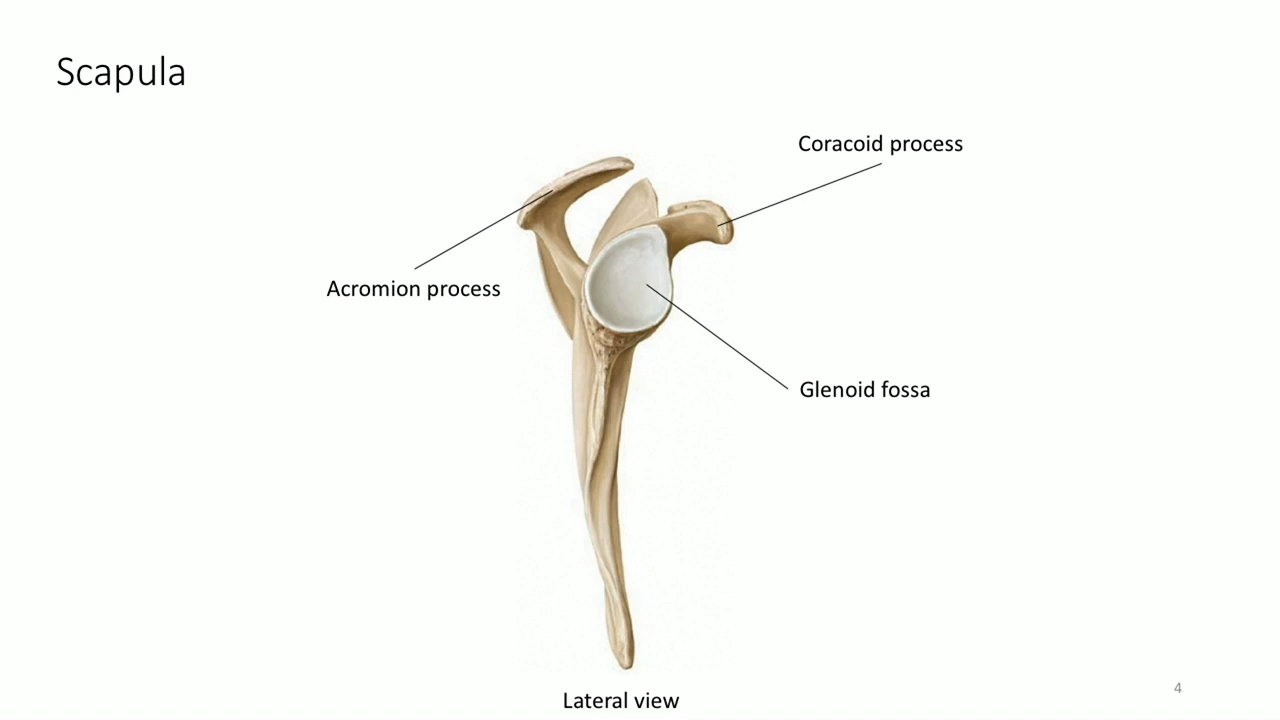 Scapula
Coracoid process
Acromion process
Glenoid fossa
Lateral view
4